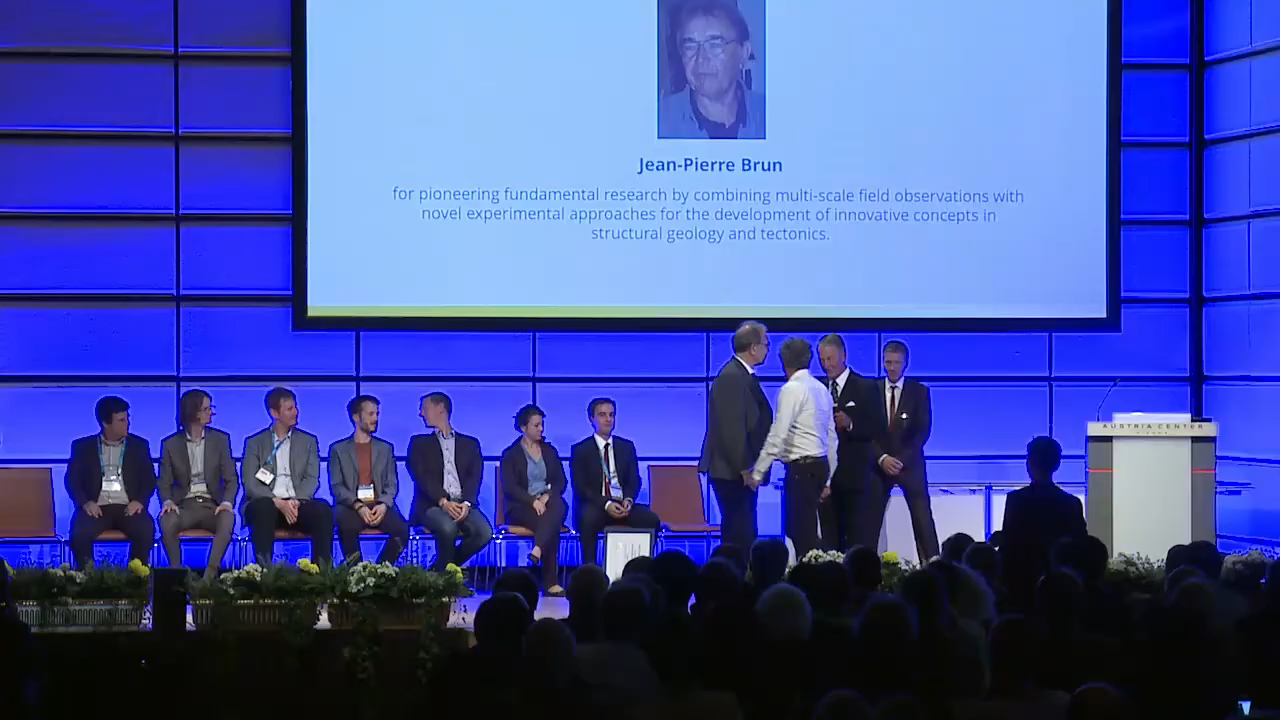 Jean-Pierre Brun
for pioneering fundamental research by combining multi-scale field observations with
novel experimental approaches for the development of innovative concepts in
structural geology and tectonics.
AUSTRIA CENTER